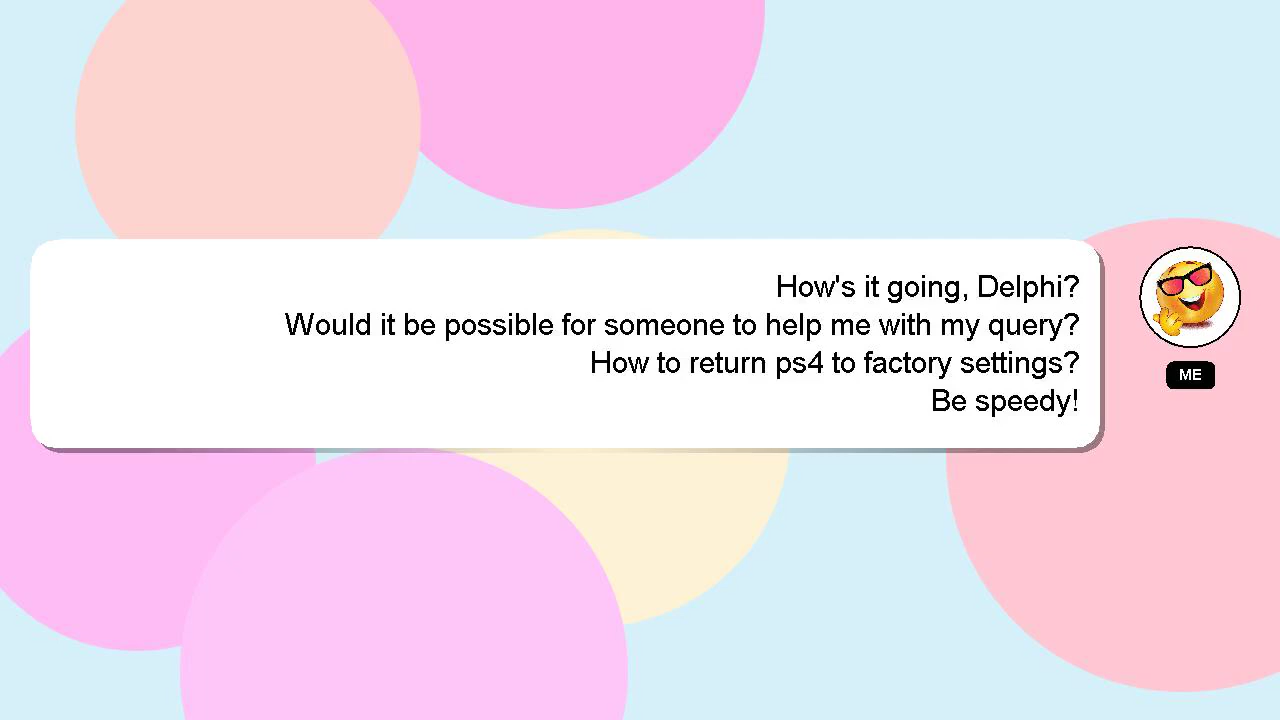 How's it going, Delphi?
Would it be possible for someone to help me with my query?
How to return ps4 to factory settings?
Be speedy!
ME